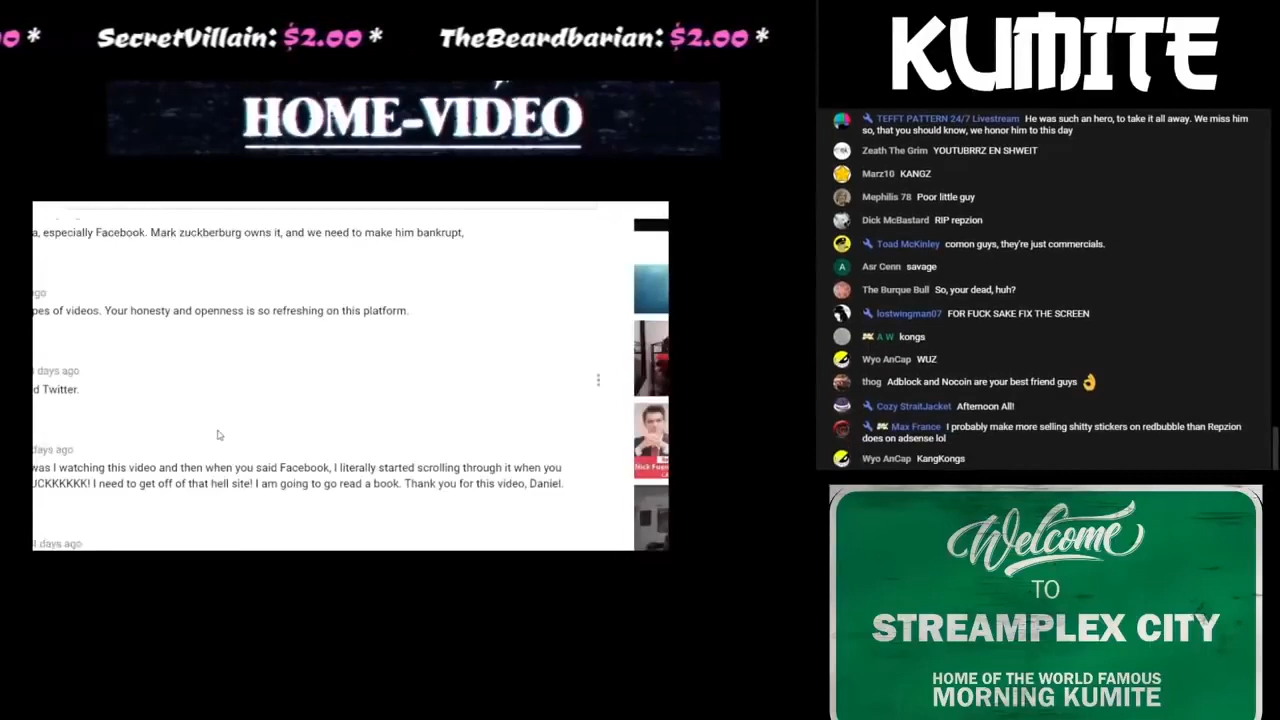 0 *
SecretVillain: $2.00 *
TheBeardbarian: $2.00 *
HOME-VIDEO
a, especially Facebook. Mark zuckberburg owns it, and we need to make him bankrupt,
ago
pes of videos. Your honesty and openness is so refreshing on this platform.
days ago
d Twitter.
days ago
was I watching this video and then when you said Facebook, I literally started scrolling through it when you
UCKKKKKK! I need to get off of that hell site! I am going to go read a book. Thank you for this video, Daniel.
4 days ago
Nick Fuen
KUMITE
TEFFT PATTERN 24/7 Livestream He was such an hero, to take it all away. We miss him
so, that you should know, we honor him to this day
Zeath The Grim YOUTUBRRZ EN SHWEIT
Marz10 KANGZ
Mephilis 78 Poor little guy
Dick McBastard RIP repzion
Toad McKinley comon guys, they're just commercials.
A
Asr Cenn savage
The Burque Bull So, your dead, huh?
lostwingman07 FOR FUCK SAKE FIX THE SCREEN
A W kongs
Wyo AnCap WUZ
thog Adblock and Nocoin are your best friend guys 👌
Cozy StraitJacket Afternoon All!
Max France I probably make more selling shitty stickers on redbubble than Repzion
does on adsense lol
Wyo AnCap KangKongs
Welcome
TO
STREAMPLEX CITY
HOME OF THE WORLD FAMOUS
MORNING KUMITE